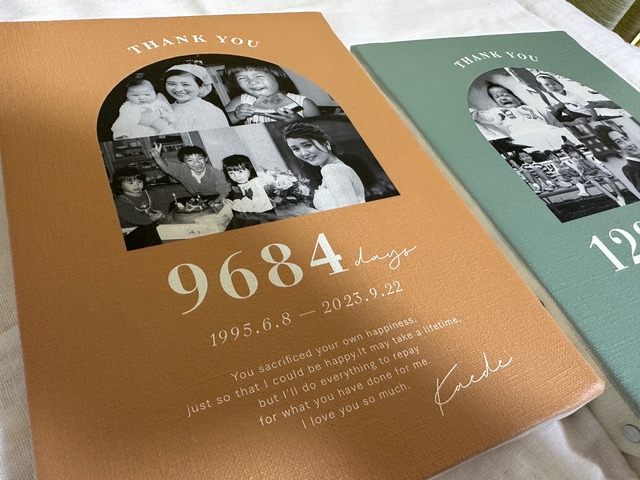 THANK YOU
9684 days
1995.6.8 — 2023.9.22
You sacrificed your own happiness,
just so that I could be happy.it may take a lifetime,
but I'll do everything to repay
for what you have done for me.
I love you so much.
Kaede
THANK YOU